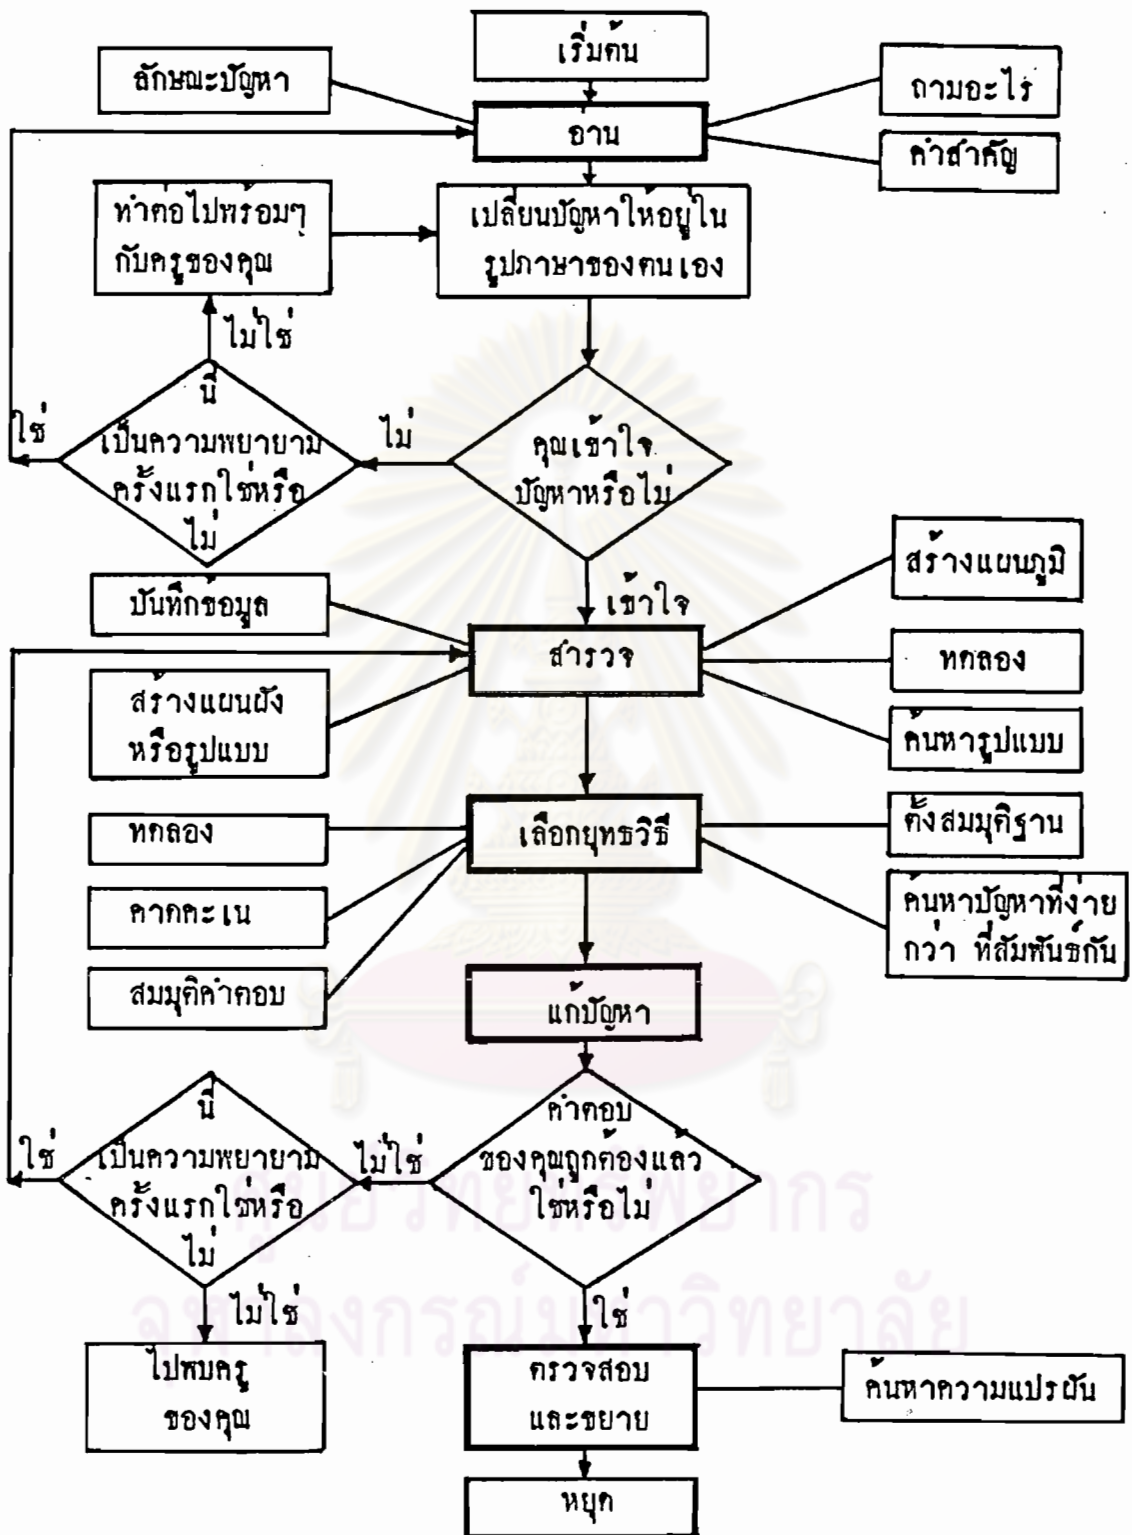 เริ่มต้น
ลักษณะปัญหา
อ่าน
ถามอะไร
คำสำคัญ
ทำต่อไปพร้อมๆ
กับครูของคุณ
เปลี่ยนปัญหาให้อยู่ใน
รูปภาษาของตนเอง
ไม่ใช่
ใช่
นี่
เป็นความพยายาม
ครั้งแรกใช่หรือ
ไม่
ไม่
คุณเข้าใจ
ปัญหาหรือไม่
เข้าใจ
บันทึกข้อมูล
สำรวจ
สร้างแผนภูมิ
ทดลอง
สร้างแผนผัง
หรือรูปแบบ
ค้นหารูปแบบ
ทดลอง
เลือกยุทธวิธี
ตั้งสมมุติฐาน
คาดคะเน
ค้นหาปัญหาที่ง่าย
กว่า ที่สัมพันธ์กัน
สมมุติคำตอบ
แก้ปัญหา
ใช่
นี่
เป็นความพยายาม
ครั้งแรกใช่หรือ
ไม่
ไม่ใช่
คำตอบ
ของคุณถูกต้องแล้ว
ใช่หรือไม่
ไม่ใช่
ใช่
ไปพบครู
ของคุณ
ตรวจสอบ
และขยาย
ค้นหาความแปรผัน
หยุด
ศูนย์วิทยทรัพยากร
จุฬาลงกรณ์มหาวิทยาลัย